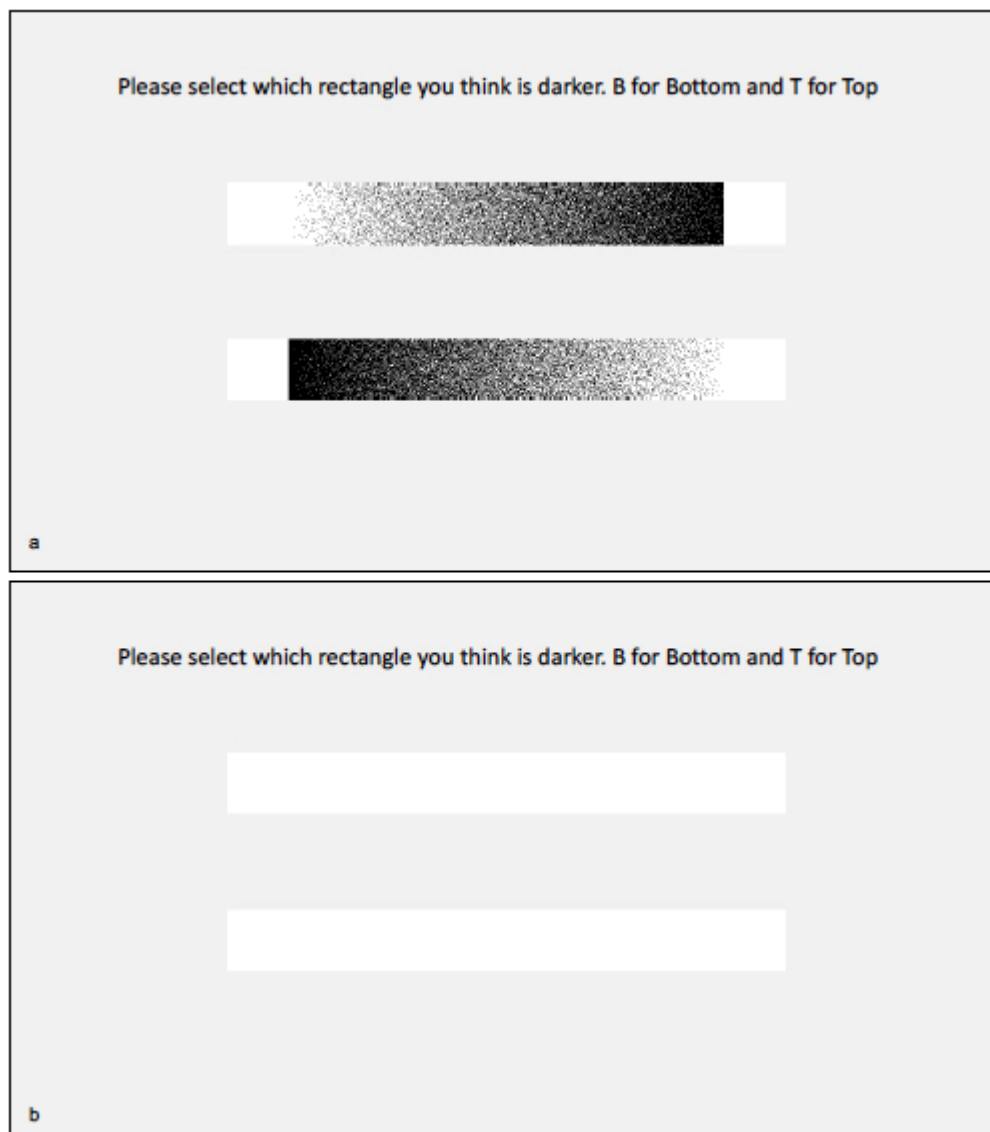 Please select which rectangle you think is darker. B for Bottom and T for Top
a
Please select which rectangle you think is darker. B for Bottom and T for Top
b